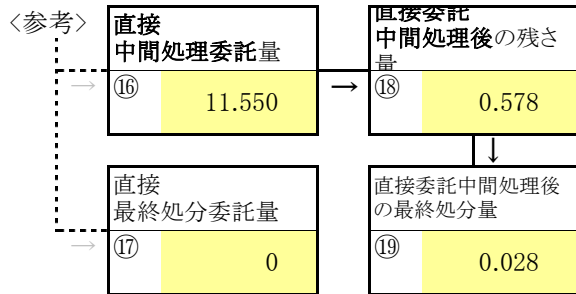 〈参考〉
直接
中間処理委託量
⑯
11.550
→
→
直接委託
中間処理後の残さ
量
⑱
0.578
↓
直接
最終処分委託量
⑰
0
→
直接委託中間処理後
の最終処分量
⑲
0.028